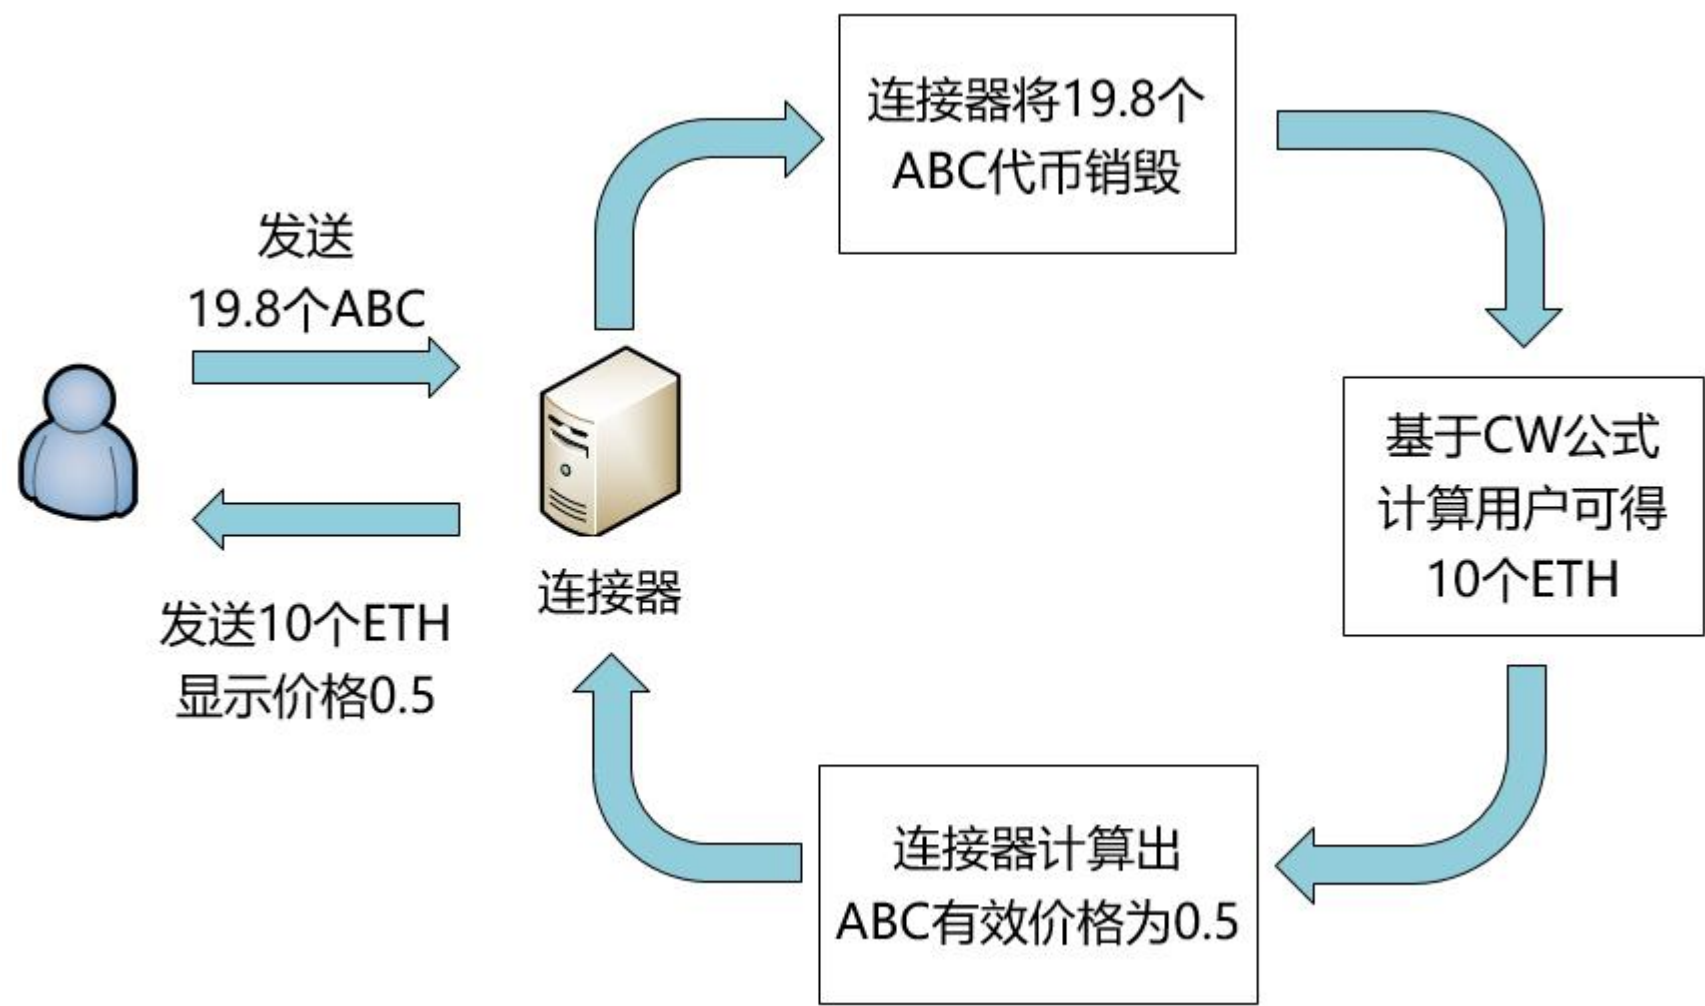 发送
19.8个ABC
发送10个ETH
显示价格0.5
连接器
连接器将19.8个
ABC代币销毁
基于CW公式
计算用户可得
10个ETH
连接器计算出
ABC有效价格为0.5